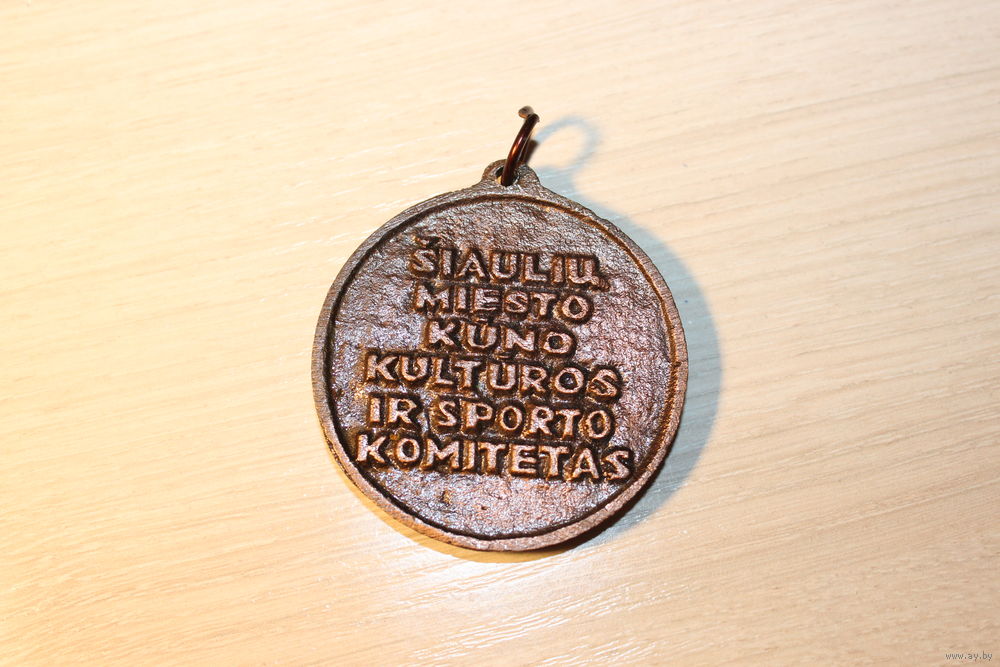 ŠIAULIŲ
MIESTO
KŪNO
KULTŪROS
IR SPORTO
KOMITETAS
www.ay.by